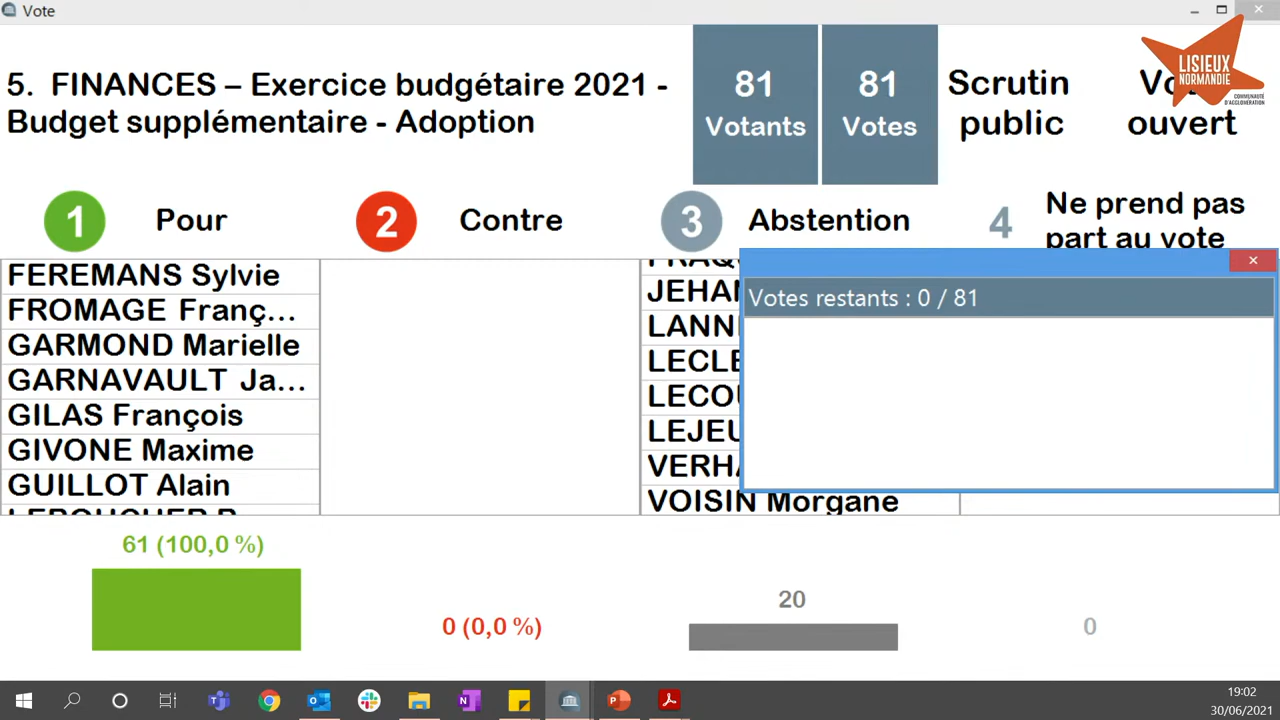 Vote
5. FINANCES – Exercice budgétaire 2021 -
Budget supplémentaire - Adoption
81
Votants
81
Votes
Scrutin
public
ouvert
LISIEUX
NORMANDIE
COMMUNAUTÉ
D'AGGLOMÉRATION
1 Pour
2 Contre
3 Abstention
4 Ne prend pas
part au vote
FEREMANS Sylvie
FROMAGE Franç...
GARMOND Marielle
GARNAVAULT Ja...
GILAS François
GIVONE Maxime
GUILLOT Alain
VOISIN Morgane
Votes restants : 0 / 81
61 (100,0 %)
0 (0,0 %)
20
0
19:02
30/06/2021